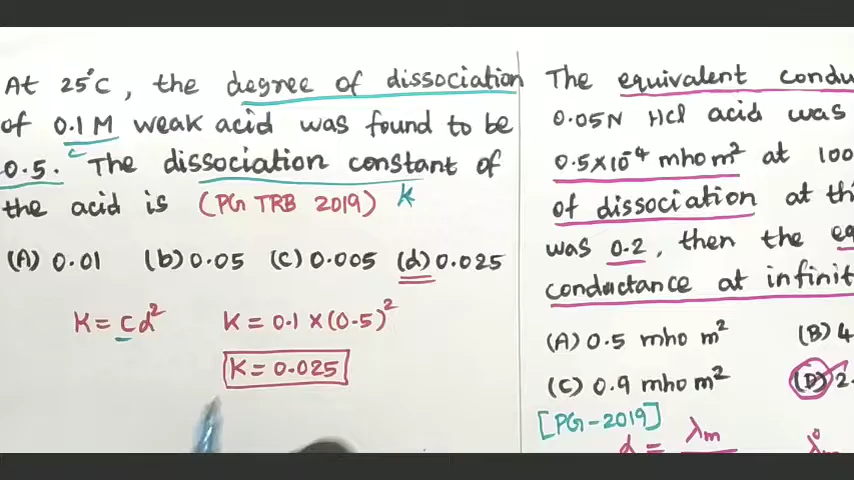 At 25°C, the degree of dissociation
of 0.1 M weak acid was found to be
0.5. The dissociation constant of
the acid is (PG TRB 2019) K
(A) 0.01 (b) 0.05 (c) 0.005 (d) 0.025
K = cα² K = 0.1 × (0.5)²
K = 0.025
The equivalent condu
0.05N HCl acid was
0.5×10⁻⁴ mho m² at 100
of dissociation at th
was 0.2, then the eq
conductance at infinit
(A) 0.5 mho m² (B) 4
(C) 0.9 mho m² (D) 2.
[PG-2019]
α = λm λ°m